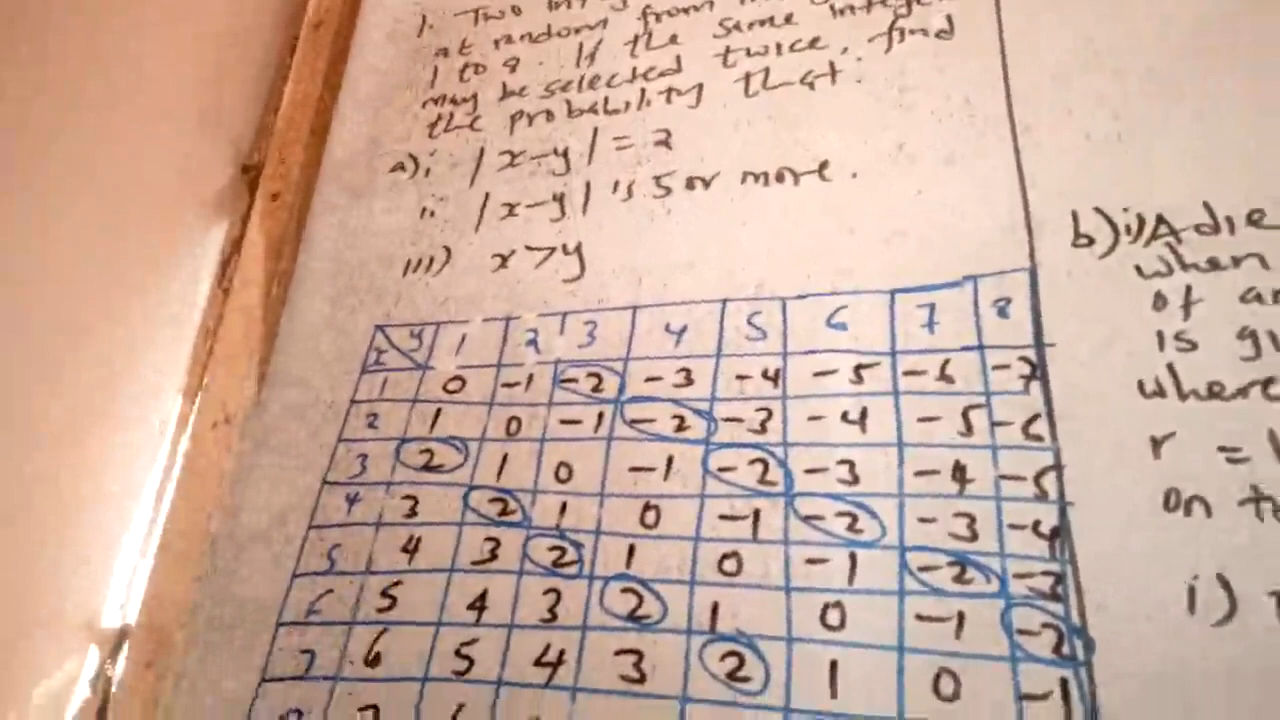 1. Two
at random from
1 to 9. If the same
may be selected twice, find
the probability that:
a) i |x-y| = 2
ii |x-y| is 5 or more.
iii) x>y
x y 1 2 3 4 5 6 7 8
1 0 -1 -2 -3 -4 -5 -6 -7
2 1 0 -1 -2 -3 -4 -5 -6
3 2 1 0 -1 -2 -3 -4 -5
4 3 2 1 0 -1 -2 -3 -4
5 4 3 2 1 0 -1 -2 -3
6 5 4 3 2 1 0 -1 -2
7 6 5 4 3 2 1 0 -1
b) i) A die
when
of
is
where
r =
on
i)